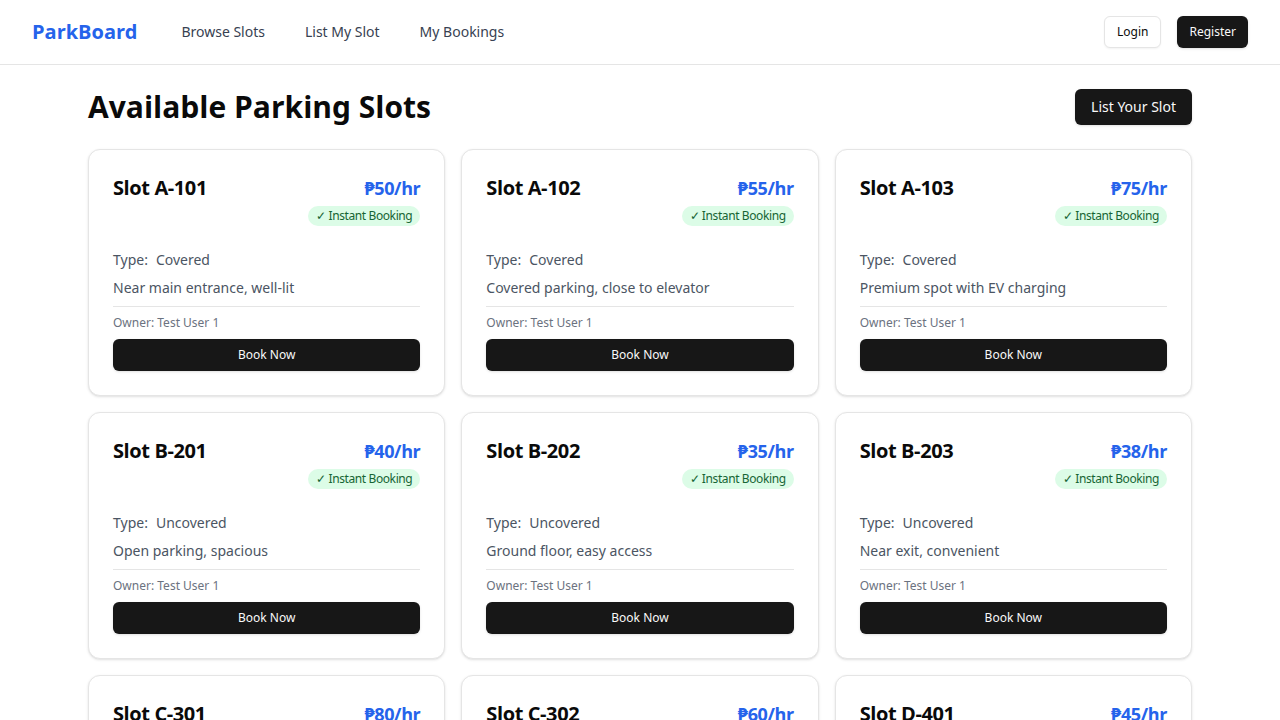 ParkBoard Browse Slots List My Slot My Bookings Login Register
Available Parking Slots List Your Slot
Slot A-101 ₱50/hr
✓ Instant Booking
Type: Covered
Near main entrance, well-lit
Owner: Test User 1
Book Now
Slot A-102 ₱55/hr
✓ Instant Booking
Type: Covered
Covered parking, close to elevator
Owner: Test User 1
Book Now
Slot A-103 ₱75/hr
✓ Instant Booking
Type: Covered
Premium spot with EV charging
Owner: Test User 1
Book Now
Slot B-201 ₱40/hr
✓ Instant Booking
Type: Uncovered
Open parking, spacious
Owner: Test User 1
Book Now
Slot B-202 ₱35/hr
✓ Instant Booking
Type: Uncovered
Ground floor, easy access
Owner: Test User 1
Book Now
Slot B-203 ₱38/hr
✓ Instant Booking
Type: Uncovered
Near exit, convenient
Owner: Test User 1
Book Now
Slot C-301 ₱80/hr
Slot C-302 ₱60/hr
Slot D-401 ₱45/hr